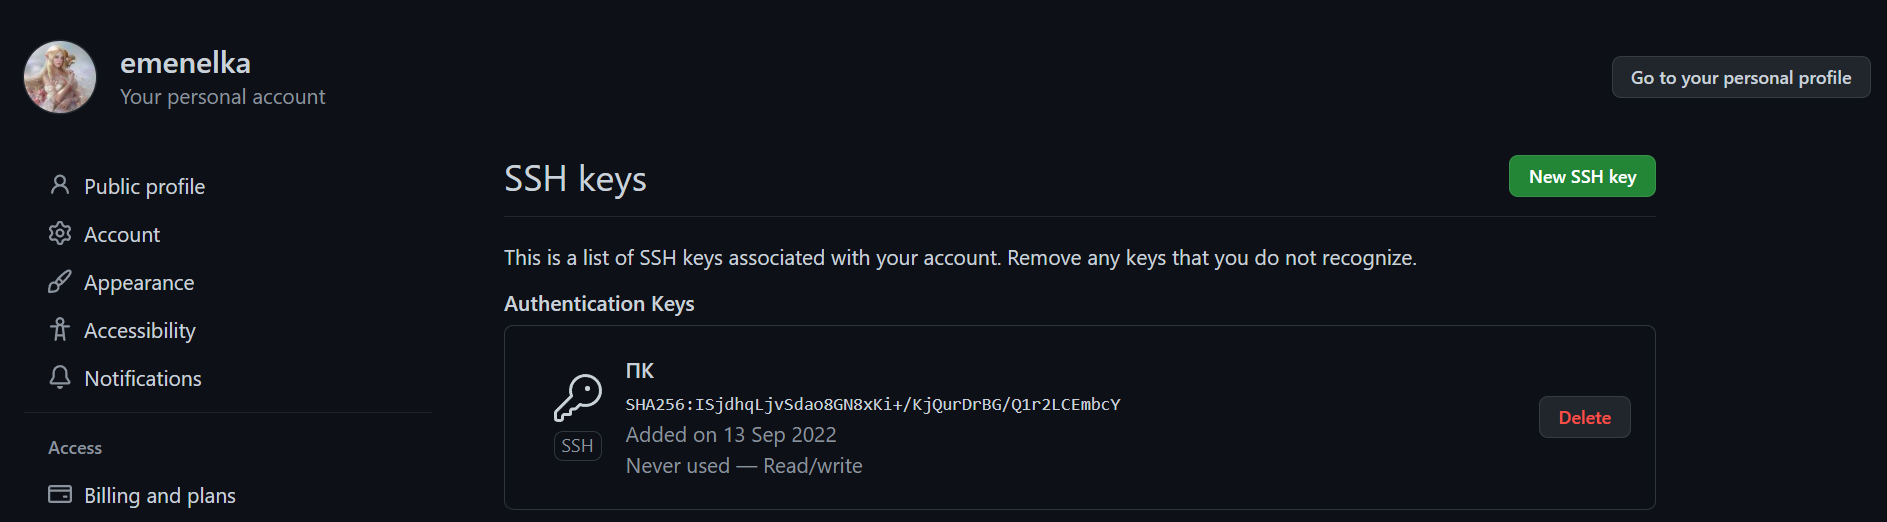 emenelka
Your personal account
Go to your personal profile
Public profile
Account
Appearance
Accessibility
Notifications
Access
Billing and plans
SSH keys
New SSH key
This is a list of SSH keys associated with your account. Remove any keys that you do not recognize.
Authentication Keys
ПК
SHA256:ISjdhqLjvSdao8GN8xKi+/KjQurDrBG/Q1r2LCEmbcY
Added on 13 Sep 2022
Never used — Read/write
SSH
Delete